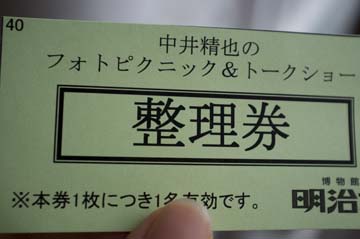 40
中井精也の
フォトピクニック＆トークショー
整理券
※本券1枚につき1名有効です。
博物館
明治